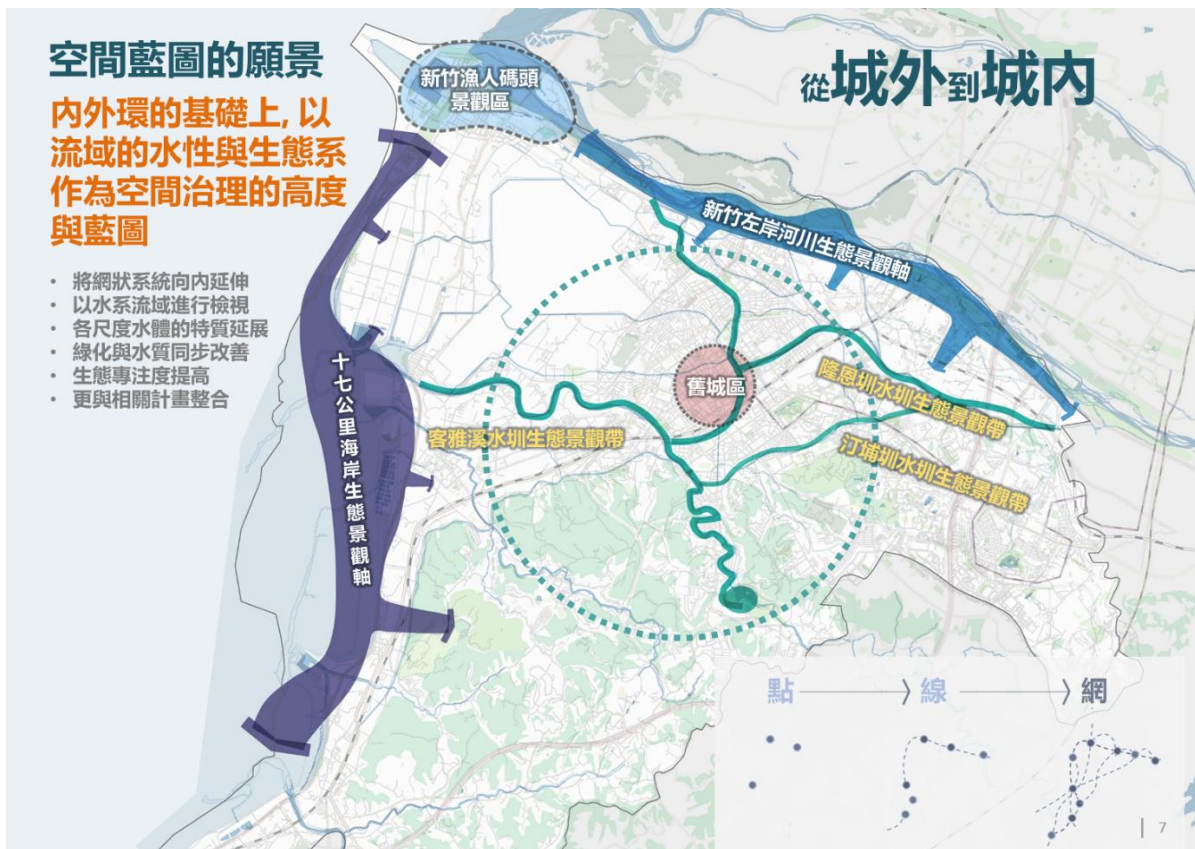 空間藍圖的願景
內外環的基礎上, 以
流域的水性與生態系
作為空間治理的高度
與藍圖
• 將網狀系統向內延伸
• 以水系流域進行檢視
• 各尺度水體的特質延展
• 綠化與水質同步改善
• 生態專注度提高
• 更與相關計畫整合
從城外到城內
新竹漁人碼頭
景觀區
新竹左岸河川生態景觀軸
十七公里海岸生態景觀軸
舊城區
隆恩圳水圳生態景觀帶
客雅溪水圳生態景觀帶
汀埔圳水圳生態景觀帶
點 線 網
7